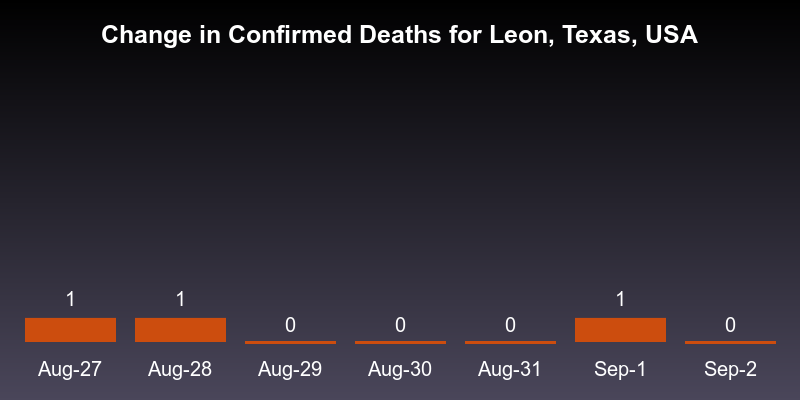 Change in Confirmed Deaths for Leon, Texas, USA
1 1 0 0 0 1 0
Aug-27 Aug-28 Aug-29 Aug-30 Aug-31 Sep-1 Sep-2